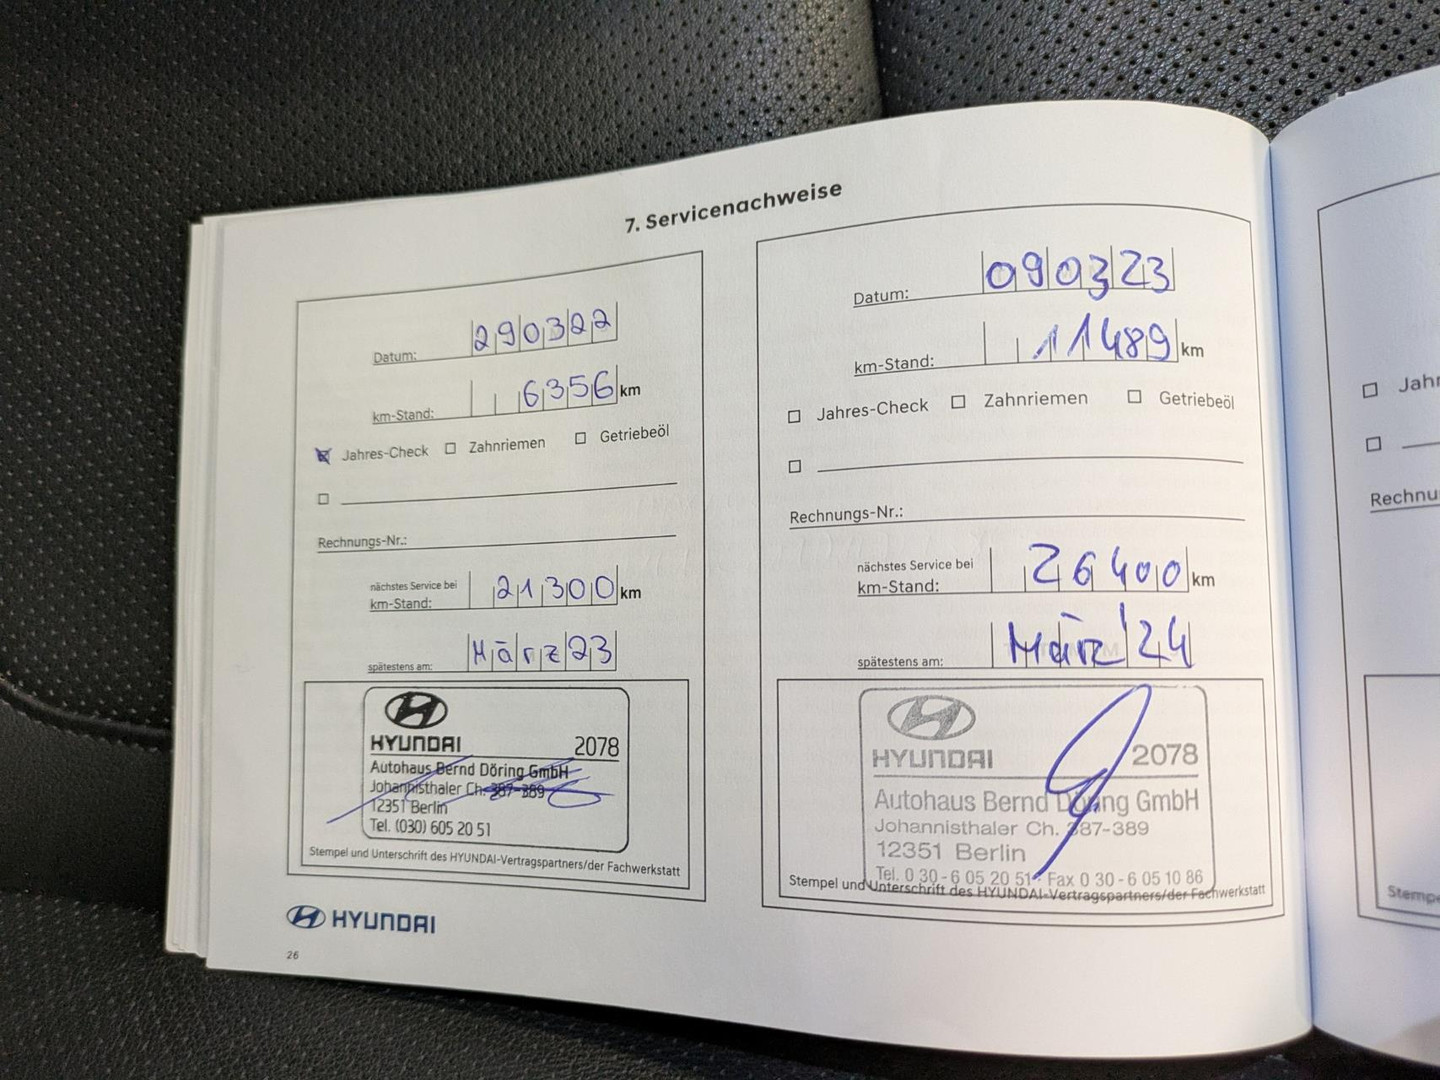 7. Servicenachweise
Datum: 290322
km-Stand: 6356 km
Jahres-Check Zahnriemen Getriebeöl
Rechnungs-Nr.:
nächstes Service bei
km-Stand: 21300 km
spätestens am: März23
HYUNDAI 2078
Autohaus Bernd Döring GmbH
Johannisthaler Ch. 387-389
12351 Berlin
Tel. (030) 605 20 51
Stempel und Unterschrift des HYUNDAI-Vertragspartners/der Fachwerkstatt
HYUNDAI
26
Datum: 090323
km-Stand: 11489 km
Jahres-Check Zahnriemen Getriebeöl
Rechnungs-Nr.:
nächstes Service bei
km-Stand: 26400 km
spätestens am: März'24
HYUNDAI 2078
Autohaus Bernd Döring GmbH
Johannisthaler Ch. 387-389
12351 Berlin
Tel. 0 30 - 6 05 20 51 · Fax 0 30 - 6 05 10 86
Stempel und Unterschrift des HYUNDAI-Vertragspartners/der Fachwerkstatt
Jahr
Rechnu
Stempe